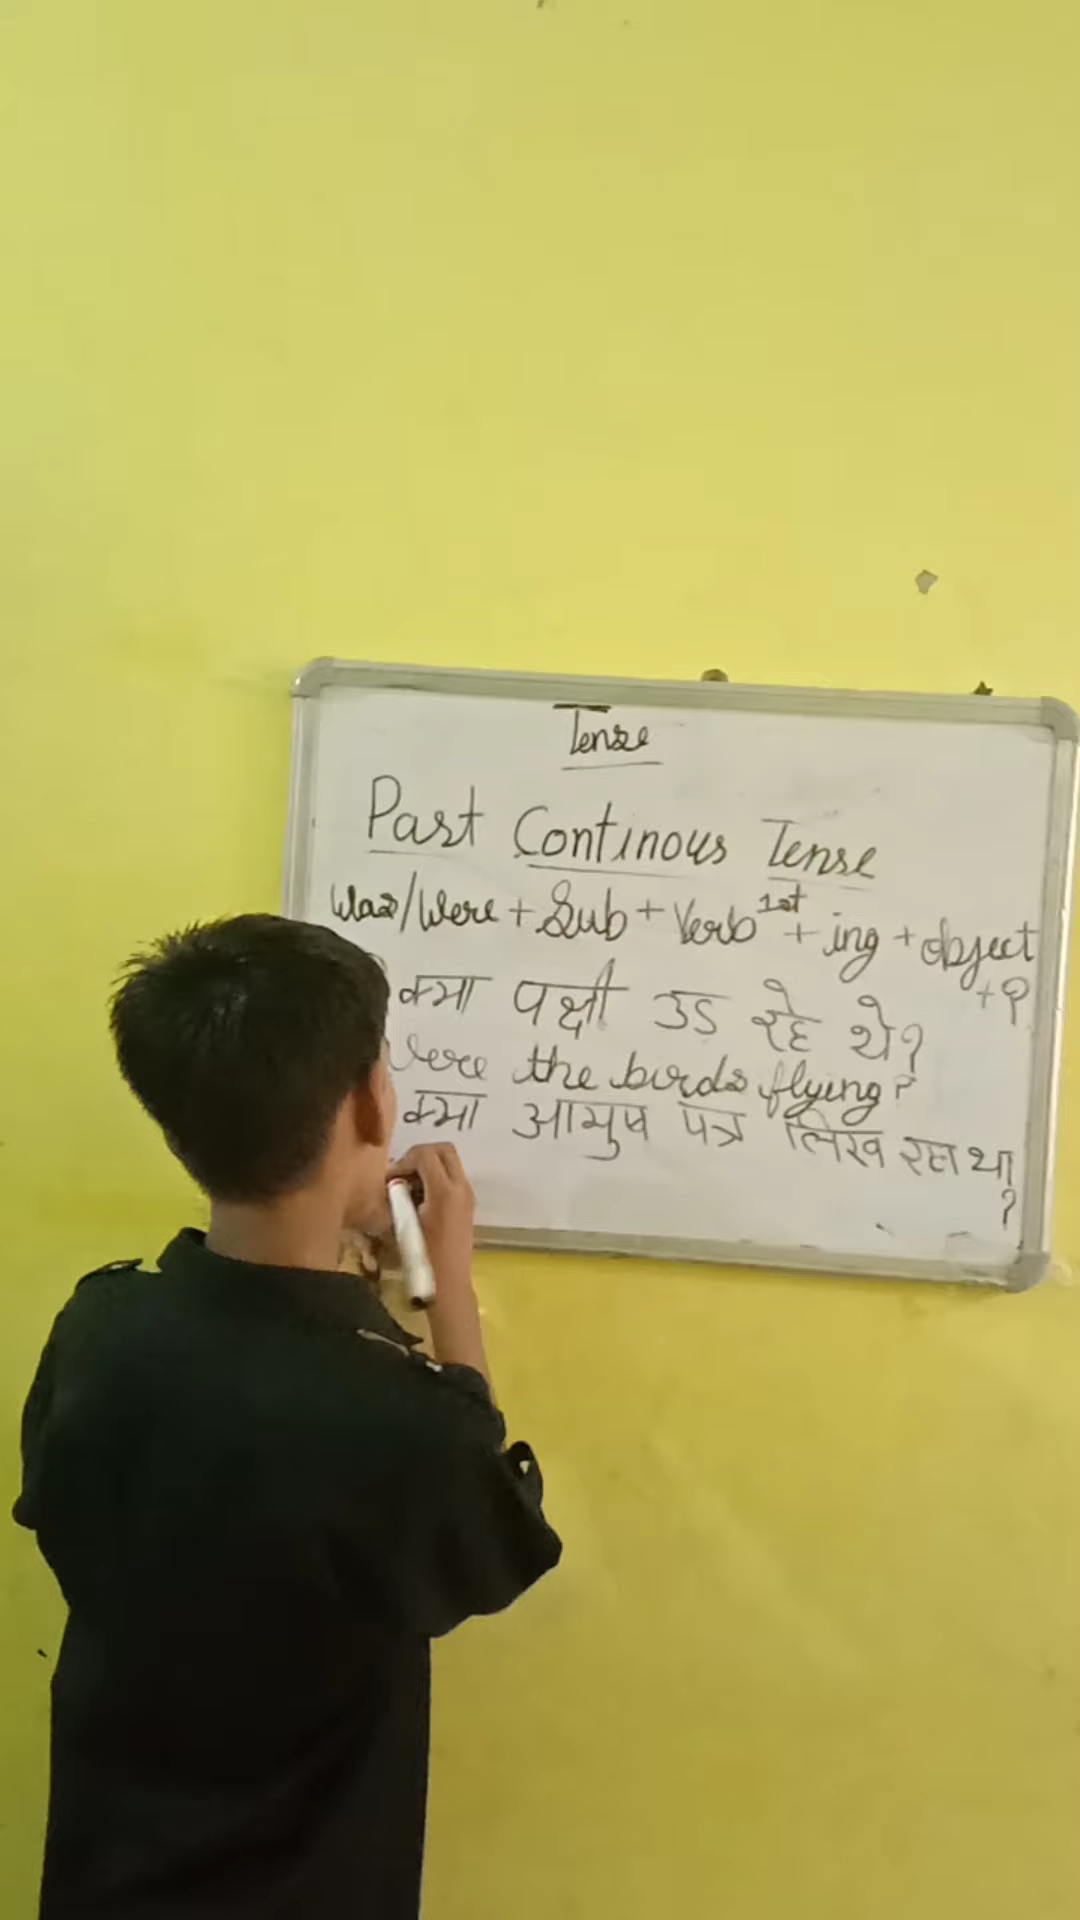 Tense
Past Continous Tense
Was/Were + Sub + Verb 1st + ing + object
+ ?
क्या पक्षी उड रहे थे?
were the birds flying?
क्या आयुष पत्र लिख रहा था
?